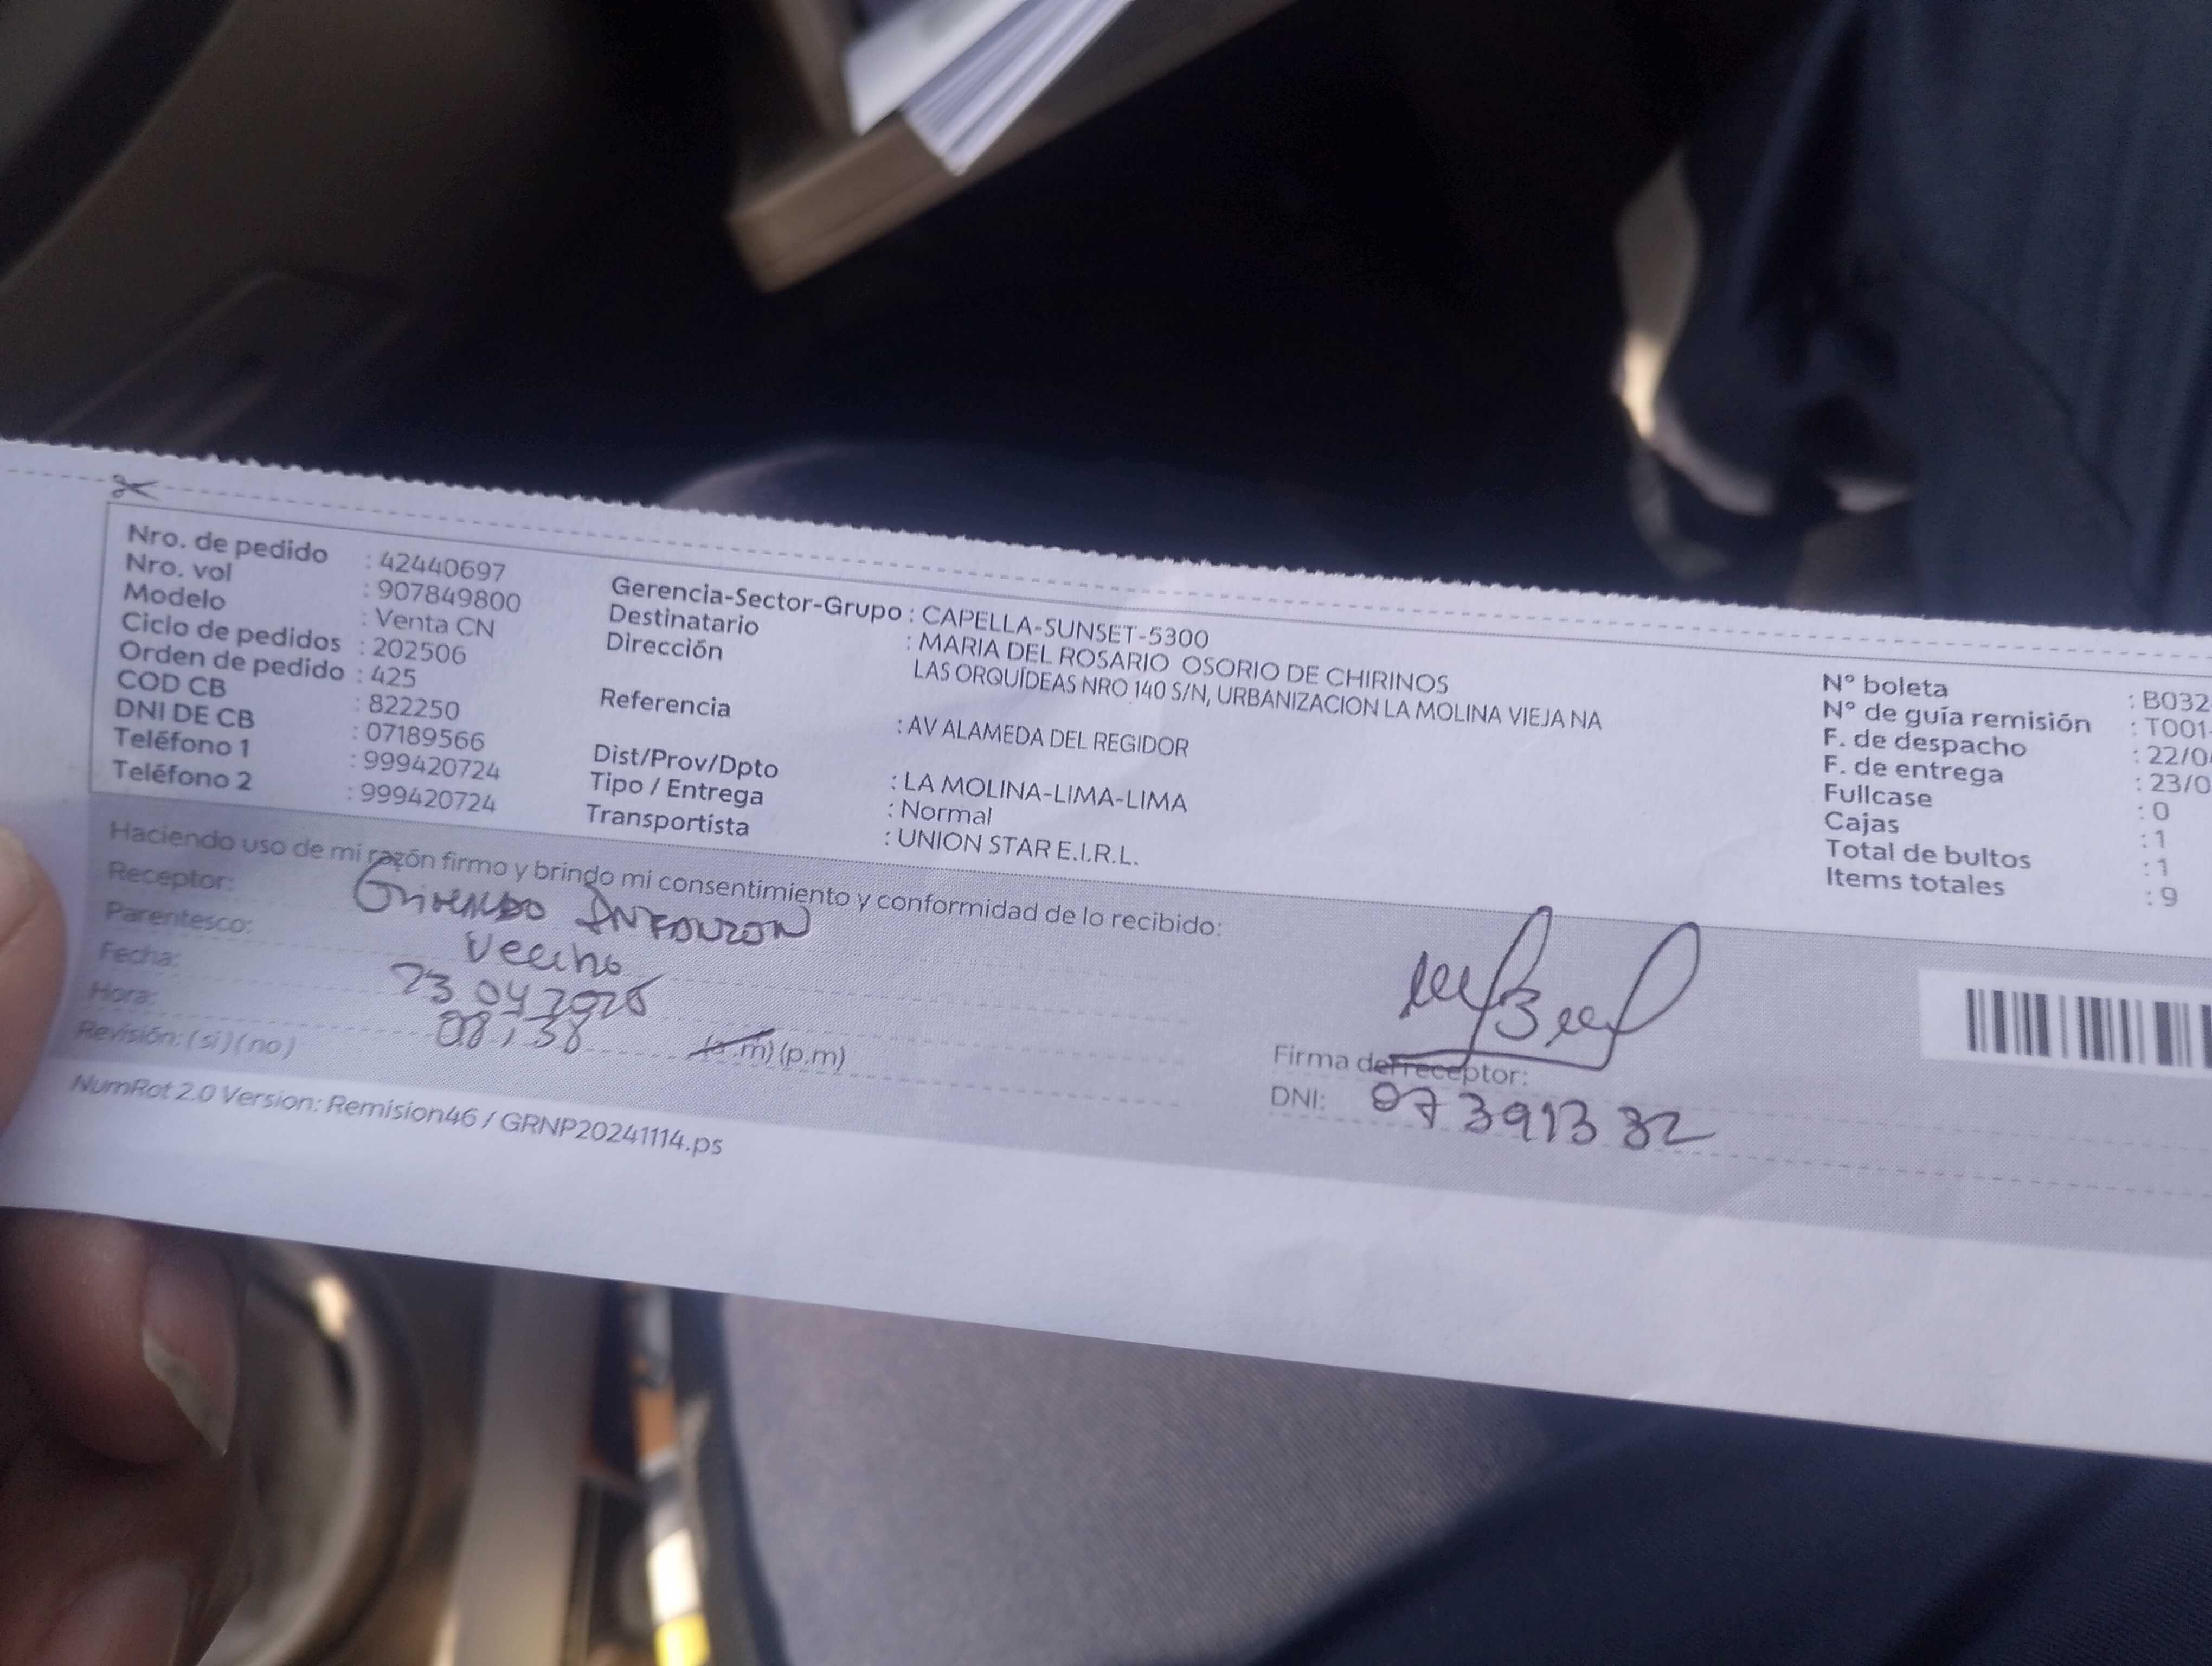 Nro. de pedido : 42440697
Nro. vol : 907849800
Modelo : Venta CN
Ciclo de pedidos : 202506
Orden de pedido : 425
COD CB : 822250
DNI DE CB : 07189566
Teléfono 1 : 999420724
Teléfono 2 : 999420724
Gerencia-Sector-Grupo : CAPELLA-SUNSET-5300
Destinatario : MARIA DEL ROSARIO OSORIO DE CHIRINOS
Dirección LAS ORQUÍDEAS NRO 140 S/N, URBANIZACION LA MOLINA VIEJA NA
Referencia : AV ALAMEDA DEL REGIDOR
Dist/Prov/Dpto : LA MOLINA-LIMA-LIMA
Tipo / Entrega : Normal
Transportista : UNION STAR E.I.R.L.
N° boleta : B032
N° de guía remisión : T001-
F. de despacho : 22/0
F. de entrega : 23/0
Fullcase : 0
Cajas : 1
Total de bultos : 1
Items totales : 9
Haciendo uso de mi razón firmo y brindo mi consentimiento y conformidad de lo recibido:
Receptor:
Parentesco: vecino
Fecha: 23 04 2025
Hora: 08:38 (a.m) (p.m)
Revisión: (si) (no)
Firma del receptor:
DNI: 07391332
NumRot 2.0 Version: Remision46 / GRNP20241114.ps